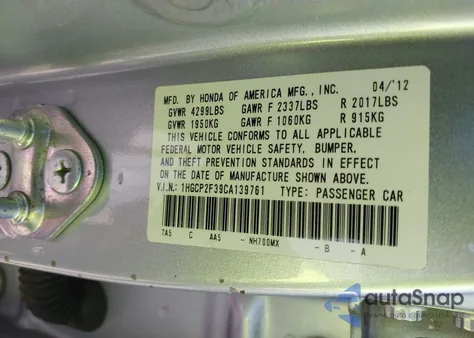 MFD. BY HONDA OF AMERICA MFG., INC. 04/'12
GVWR 4299LBS GAWR F 2337LBS R 2017LBS
GVWR 1950KG GAWR F 1060KG R 915KG
THIS VEHICLE CONFORMS TO ALL APPLICABLE
FEDERAL MOTOR VEHICLE SAFETY, BUMPER,
AND THEFT PREVENTION STANDARDS IN EFFECT
ON THE DATE OF MANUFACTURE SHOWN ABOVE.
V.I.N.: 1HGCP2F39CA139761 TYPE: PASSENGER CAR
TA5 C AA5 - NH700MX - B - A
autaSnap